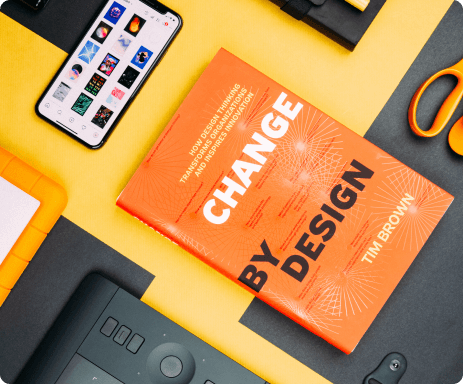 HOW DESIGN THINKING
TRANSFORMS ORGANIZATIONS
AND INSPIRES INNOVATION
CHANGE
BY
DESIGN
TIM BROWN